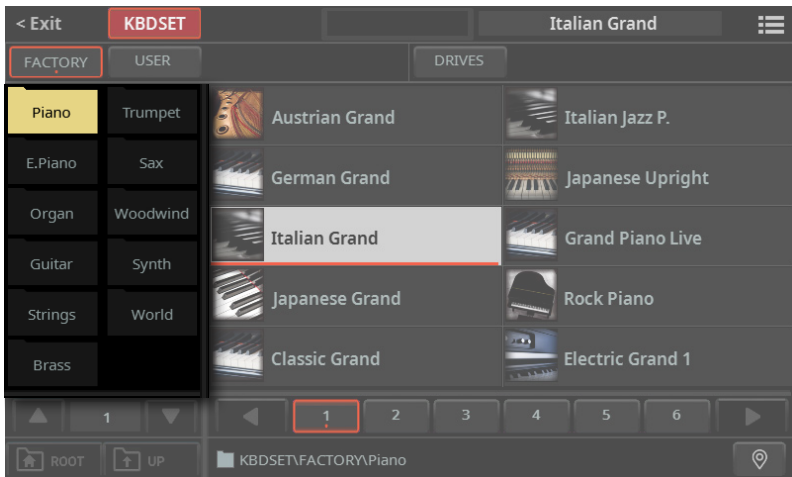 < Exit KBDSET Italian Grand
FACTORY USER DRIVES
Piano Trumpet Austrian Grand Italian Jazz P.
E.Piano Sax German Grand Japanese Upright
Organ Woodwind Italian Grand Grand Piano Live
Guitar Synth Japanese Grand Rock Piano
Strings World Classic Grand Electric Grand 1
Brass
1 1 2 3 4 5 6
ROOT UP KBDSET\FACTORY\Piano